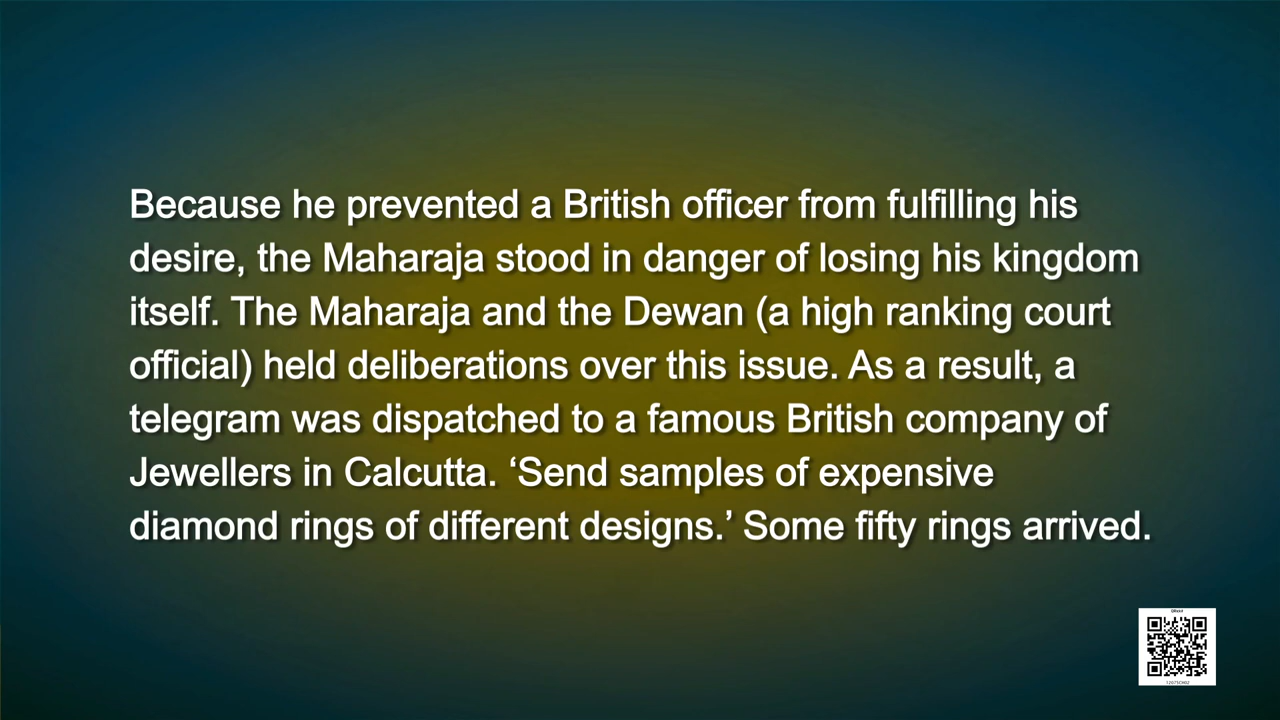 Because he prevented a British officer from fulfilling his
desire, the Maharaja stood in danger of losing his kingdom
itself. The Maharaja and the Dewan (a high ranking court
official) held deliberations over this issue. As a result, a
telegram was dispatched to a famous British company of
Jewellers in Calcutta. ‘Send samples of expensive
diamond rings of different designs.’ Some fifty rings arrived.